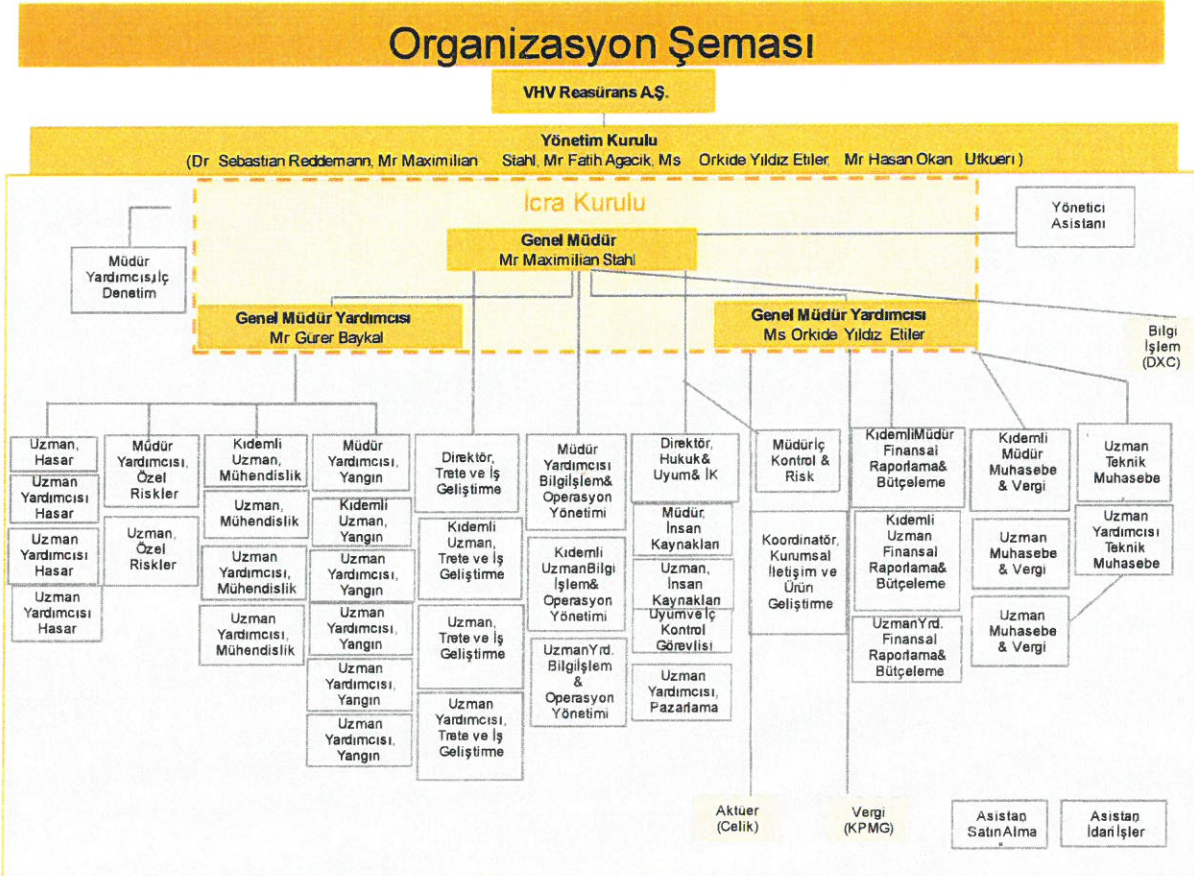 Organizasyon Şeması
VHV Reasürans A.Ş.
Yönetim Kurulu
(Dr Sebastian Reddemann, Mr Maximilian Stahl, Mr Fatih Agacik, Ms Orkide Yıldız Etiler, Mr Hasan Okan Utkueri)
İcra Kurulu
Genel Müdür
Mr Maximilian Stahl
Yönetici
Asistanı
Müdür
Yardımcısı,İç
Denetim
Genel Müdür Yardımcısı
Mr Gürer Baykal
Genel Müdür Yardımcısı
Ms Orkide Yıldız Etiler
Bilgi
İşlem
(DXC)
Uzman,
Hasar
Uzman
Yardımcısı
Hasar
Uzman
Yardımcısı
Hasar
Uzman
Yardımcısı
Hasar
Müdür
Yardımcısı,
Özel
Riskler
Uzman,
Özel
Riskler
Kıdemli
Uzman,
Mühendislik
Uzman,
Mühendislik
Uzman
Yardımcısı,
Mühendislik
Uzman
Yardımcısı,
Mühendislik
Müdür
Yardımcısı,
Yangın
Kıdemli
Uzman,
Yangın
Uzman
Yardımcısı,
Yangın
Uzman
Yardımcısı,
Yangın
Uzman
Yardımcısı,
Yangın
Uzman
Yardımcısı,
Yangın
Direktör,
Trete ve İş
Geliştirme
Kıdemli
Uzman,
Trete ve İş
Geliştirme
Uzman,
Trete ve İş
Geliştirme
Uzman
Yardımcısı,
Trete ve İş
Geliştirme
Müdür
Yardımcısı
Bilgiİşlem&
Operasyon
Yönetimi
Kıdemli
UzmanBilgi
İşlem&
Operasyon
Yönetimi
UzmanYrd.
Bilgiİşlem
&
Operasyon
Yönetimi
Direktör,
Hukuk&
Uyum& İK
Müdür,
İnsan
Kaynakları
Uzman,
İnsan
Kaynakları
Uyumve İç
Kontrol
Görevlisi
Uzman
Yardımcısı,
Pazarlama
Müdürİç
Kontrol &
Risk
Koordinatör,
Kurumsal
İletişim ve
Ürün
Geliştirme
KıdemliMüdür
Finansal
Raporlama&
Bütçeleme
Kıdemli
Uzman
Finansal
Raporlama&
Bütçeleme
UzmanYrd.
Finansal
Raporlama&
Bütçeleme
Kıdemli
Müdür
Muhasebe
& Vergi
Uzman
Muhasebe
& Vergi
Uzman
Muhasebe
& Vergi
Uzman
Teknik
Muhasebe
Uzman
Yardımcısı
Teknik
Muhasebe
Aktüer
(Celik)
Vergi
(KPMG)
Asistan
SatınAlma
Asistan
İdariİşler